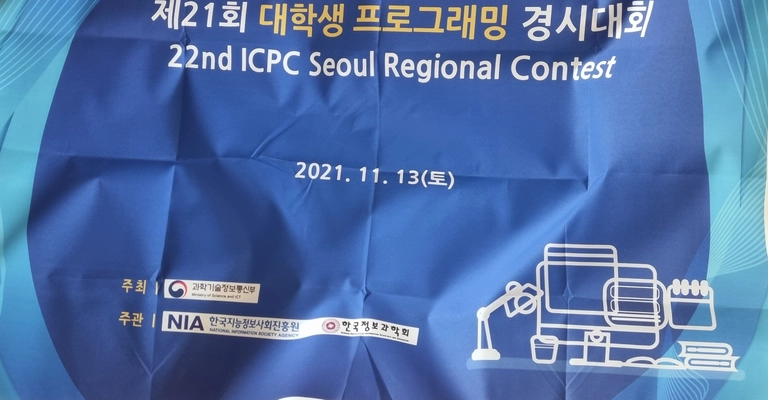 제21회 대학생 프로그래밍 경시대회
22nd ICPC Seoul Regional Contest
2021. 11. 13(토)
주최 | 과학기술정보통신부
Ministry of Science and ICT
주관 | NIA 한국지능정보사회진흥원 한국정보과학회
NATIONAL INFORMATION SOCIETY AGENCY